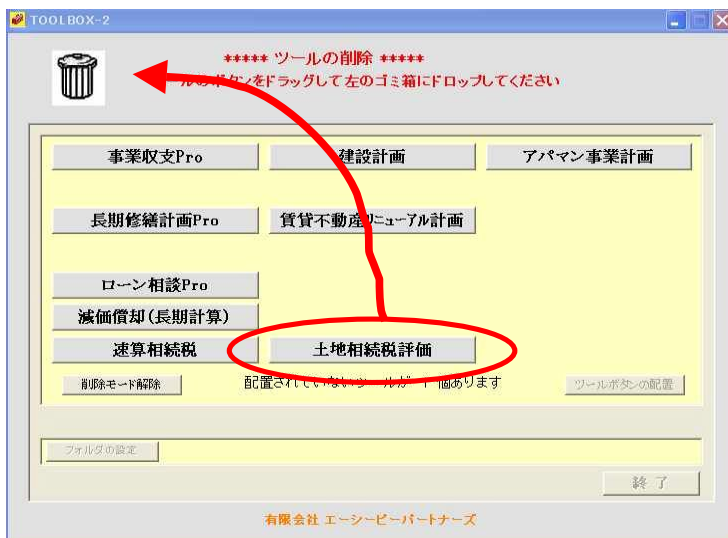 TOOLBOX-2
***** ツールの削除 *****
ルのボタンをドラッグして左のゴミ箱にドロップしてください
事業収支Pro
建設計画
アパマン事業計画
長期修繕計画Pro
賃貸不動産リニューアル計画
ローン相談Pro
減価償却(長期計算)
速算相続税
土地相続税評価
削除モード解除
配置されていないツールが 個あります
ツールボタンの配置
フォルダの設定
終 了
有限会社 エーシーピーパートナーズ